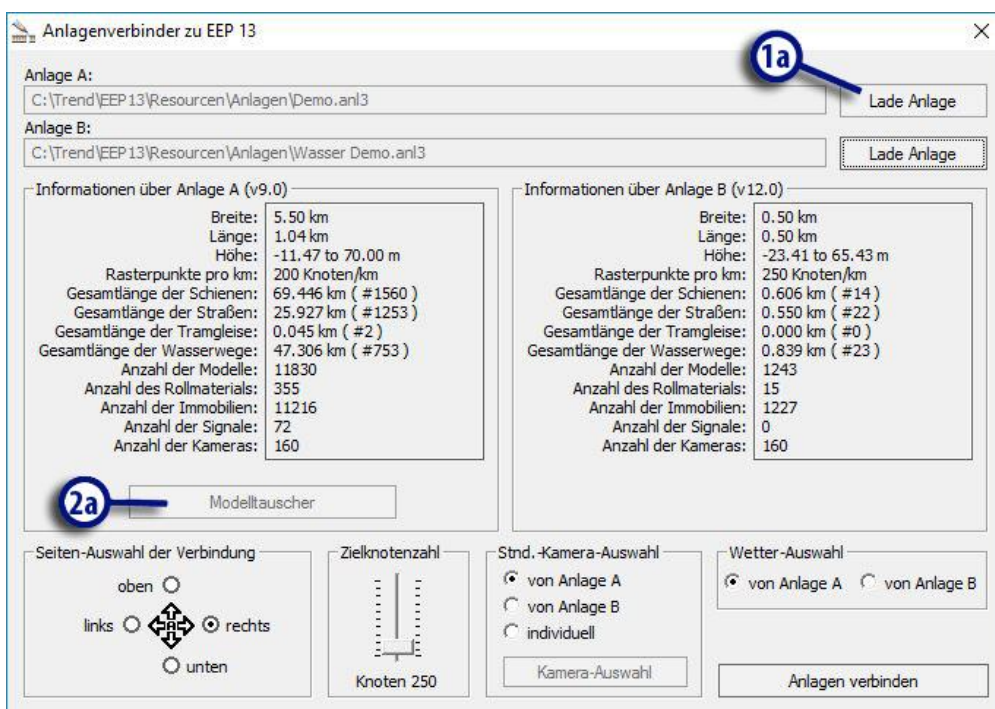 Anlagenverbinder zu EEP 13
1a
Anlage A:
C:\Trend\EEP13\Resourcen\Anlagen\Demo.anl3
Lade Anlage
Anlage B:
C:\Trend\EEP13\Resourcen\Anlagen\Wasser Demo.anl3
Lade Anlage
Informationen über Anlage A (v9.0)
Breite: 5.50 km
Länge: 1.04 km
Höhe: -11.47 to 70.00 m
Rasterpunkte pro km: 200 Knoten/km
Gesamtlänge der Schienen: 69.446 km ( #1560 )
Gesamtlänge der Straßen: 25.927 km ( #1253 )
Gesamtlänge der Tramgleise: 0.045 km ( #2 )
Gesamtlänge der Wasserwege: 47.306 km ( #753 )
Anzahl der Modelle: 11830
Anzahl des Rollmaterials: 355
Anzahl der Immobilien: 11216
Anzahl der Signale: 72
Anzahl der Kameras: 160
2a
Modelltauscher
Informationen über Anlage B (v12.0)
Breite: 0.50 km
Länge: 0.50 km
Höhe: -23.41 to 65.43 m
Rasterpunkte pro km: 250 Knoten/km
Gesamtlänge der Schienen: 0.606 km ( #14 )
Gesamtlänge der Straßen: 0.550 km ( #22 )
Gesamtlänge der Tramgleise: 0.000 km ( #0 )
Gesamtlänge der Wasserwege: 0.839 km ( #23 )
Anzahl der Modelle: 1243
Anzahl des Rollmaterials: 15
Anzahl der Immobilien: 1227
Anzahl der Signale: 0
Anzahl der Kameras: 160
Seiten-Auswahl der Verbindung
oben
links A rechts
unten
Zielknotenzahl
Knoten 250
Stnd.-Kamera-Auswahl
von Anlage A
von Anlage B
individuell
Kamera-Auswahl
Wetter-Auswahl
von Anlage A von Anlage B
Anlagen verbinden